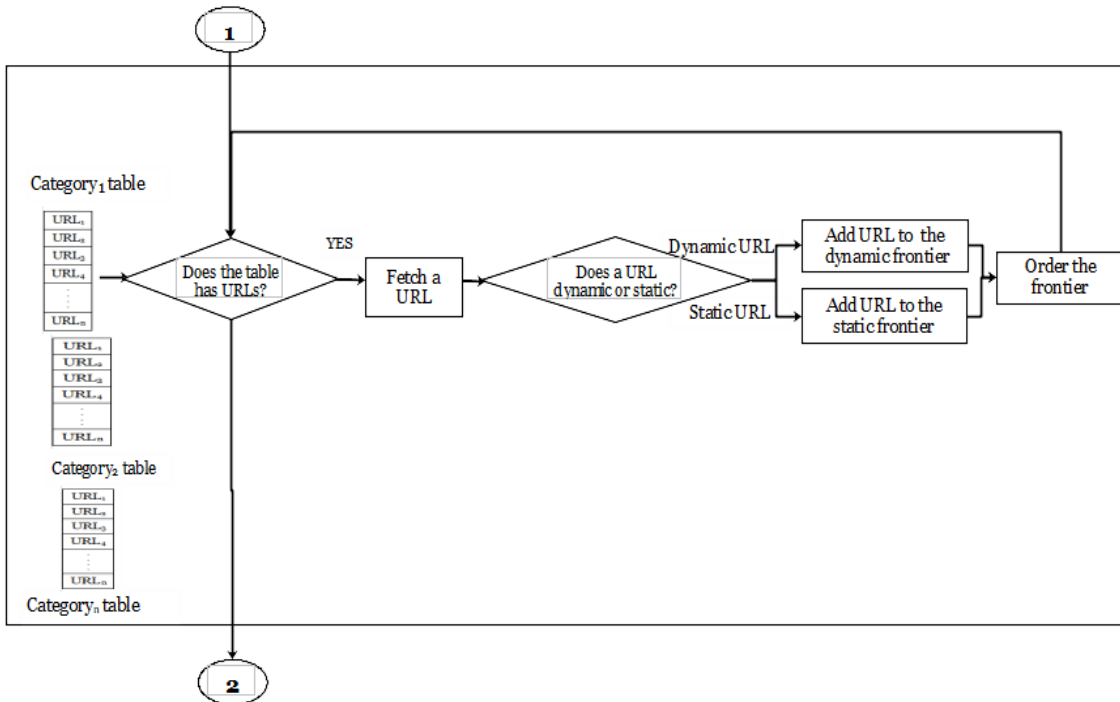 1
Category₁ table
URL₁
URL₂
URL₃
URL₄
URLₙ
Does the table
has URLs?
YES
Fetch a
URL
Does a URL
dynamic or static?
Dynamic URL
Static URL
Add URL to the
dynamic frontier
Add URL to the
static frontier
Order the
frontier
URL₁
URL₂
URL₃
URL₄
URLₙ
Category₂ table
URL₁
URL₂
URL₃
URL₄
URLₙ
Categoryₙ table
2